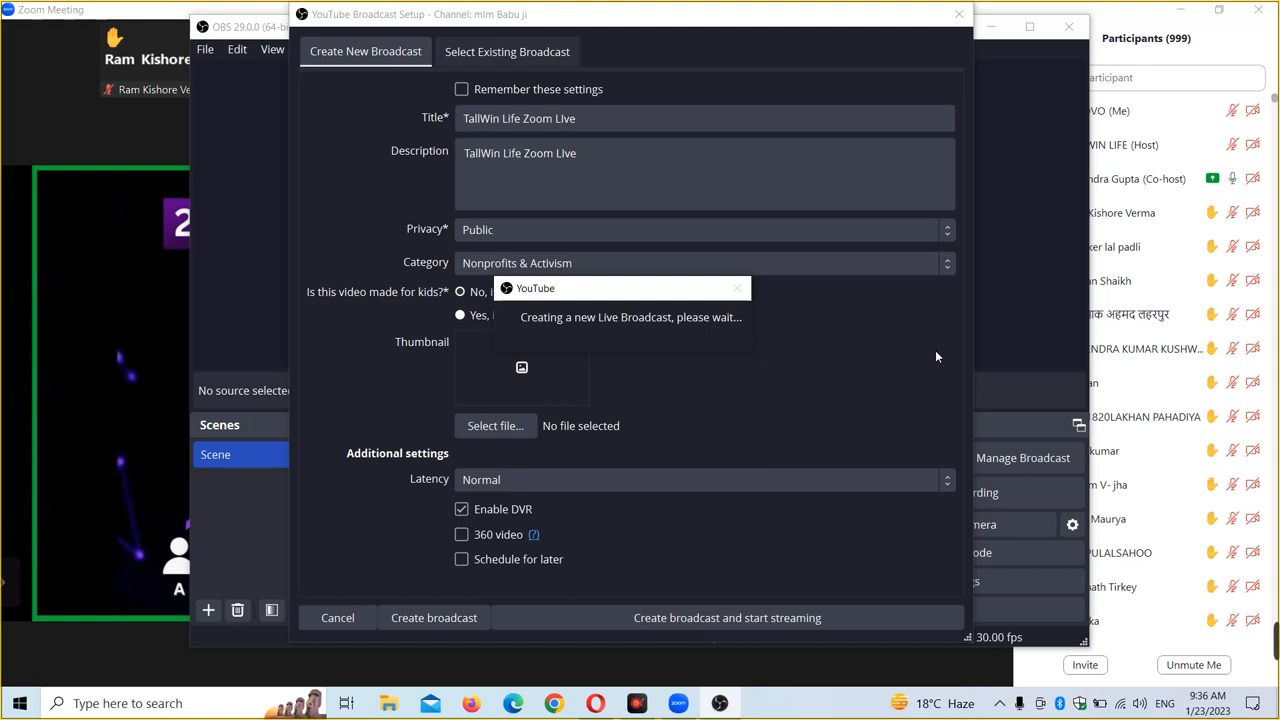 Zoom Meeting
Ram Kishore
Ram Kishore Ve
2
A
OBS 29.0.0 (64-bi
File Edit View
No source selecte
Scenes
Scene
YouTube Broadcast Setup - Channel: mlm Babu ji
Create New Broadcast Select Existing Broadcast
Remember these settings
Title* TallWin Life Zoom LIve
Description TallWin Life Zoom LIve
Privacy* Public
Category Nonprofits & Activism
Is this video made for kids?* No, i
Yes, i
YouTube
Creating a new Live Broadcast, please wait...
Thumbnail
Select file... No file selected
Additional settings
Latency Normal
Enable DVR
360 video (?)
Schedule for later
Cancel Create broadcast Create broadcast and start streaming
Manage Broadcast
rding
mera
ode
gs
30.00 fps
Participants (999)
articipant
OVO (Me)
WIN LIFE (Host)
ndra Gupta (Co-host)
Kishore Verma
ker lal padli
an Shaikh
ाक अहमद लहरपुर
ENDRA KUMAR KUSHW...
an
820LAKHAN PAHADIYA
kumar
m V- jha
Maurya
PULALSAHOO
nath Tirkey
ka
Invite Unmute Me
Type here to search
zoom
18°C Haze
ENG
9:36 AM
1/23/2023